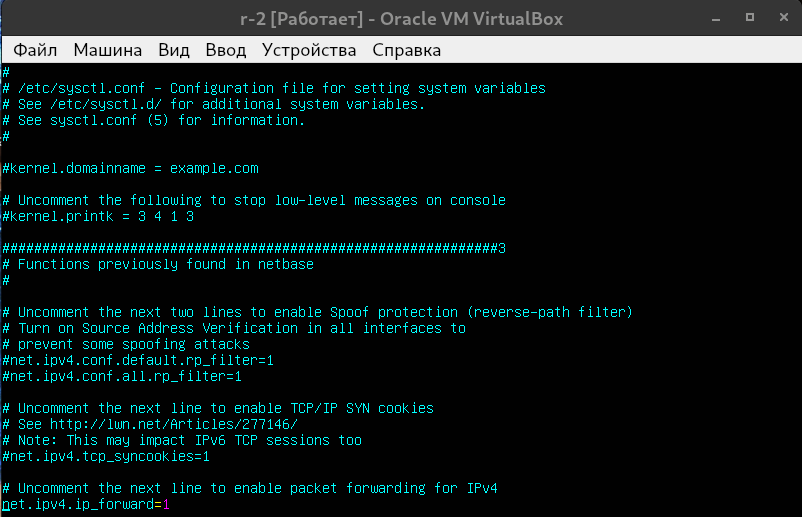 r-2 [Работает] - Oracle VM VirtualBox
Файл Машина Вид Ввод Устройства Справка
#
# /etc/sysctl.conf - Configuration file for setting system variables
# See /etc/sysctl.d/ for additional system variables.
# See sysctl.conf (5) for information.
#
#kernel.domainname = example.com
# Uncomment the following to stop low-level messages on console
#kernel.printk = 3 4 1 3
##############################################################3
# Functions previously found in netbase
#
# Uncomment the next two lines to enable Spoof protection (reverse-path filter)
# Turn on Source Address Verification in all interfaces to
# prevent some spoofing attacks
#net.ipv4.conf.default.rp_filter=1
#net.ipv4.conf.all.rp_filter=1
# Uncomment the next line to enable TCP/IP SYN cookies
# See http://lwn.net/Articles/277146/
# Note: This may impact IPv6 TCP sessions too
#net.ipv4.tcp_syncookies=1
# Uncomment the next line to enable packet forwarding for IPv4
net.ipv4.ip_forward=1